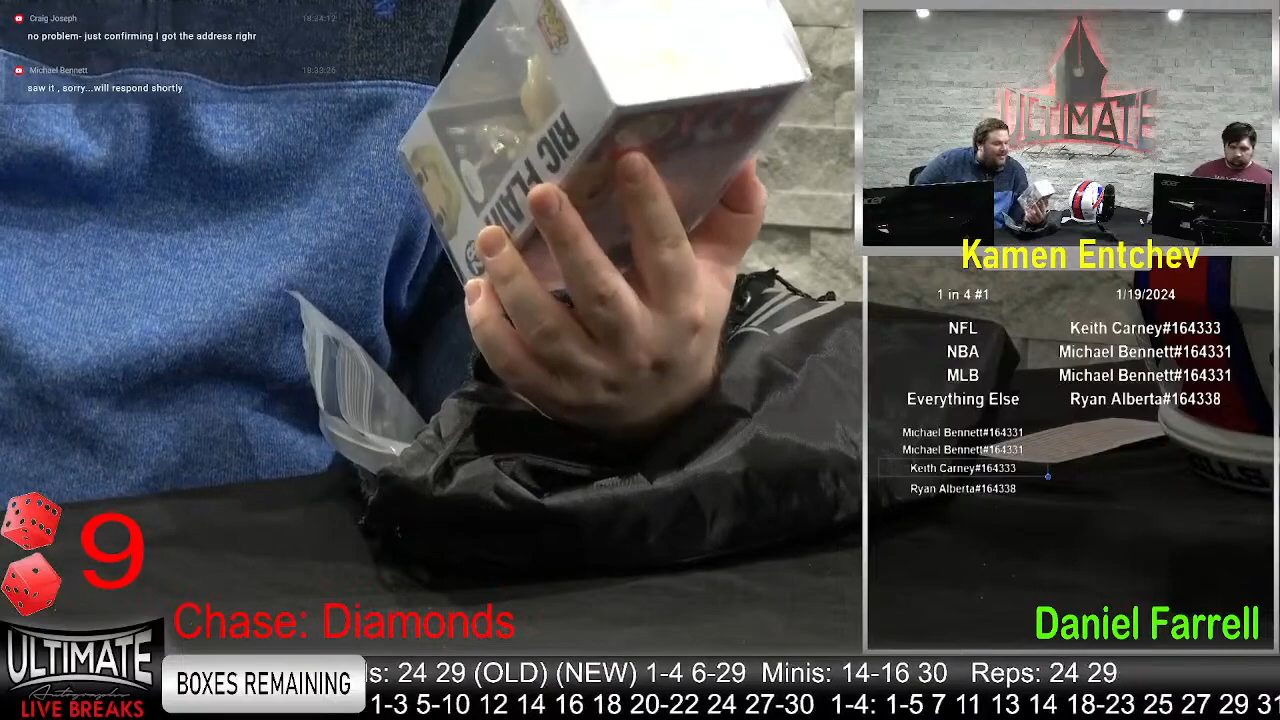 Craig Joseph 18:34:12
no problem- just confirming I got the address righr
Michael Bennett 18:33:26
saw it , sorry...will respond shortly
RIC FLAIR
ULTIMATE
acer
acer
Kamen Entchev
1 in 4 #1 1/19/2024
NFL Keith Carney#164333
NBA Michael Bennett#164331
MLB Michael Bennett#164331
Everything Else Ryan Alberta#164338
Michael Bennett#164331
Michael Bennett#164331
Keith Carney#164333
Ryan Alberta#164338
Daniel Farrell
9
Chase: Diamonds
ULTIMATE
Autographs
LIVE BREAKS
BOXES REMAINING
s: 24 29 (OLD) (NEW) 1-4 6-29 Minis: 14-16 30 Reps: 24 29
1-3 5-10 12 14 16 18 20-22 24 27-30 1-4: 1-5 7 11 13 14 18-23 25 27 29 31